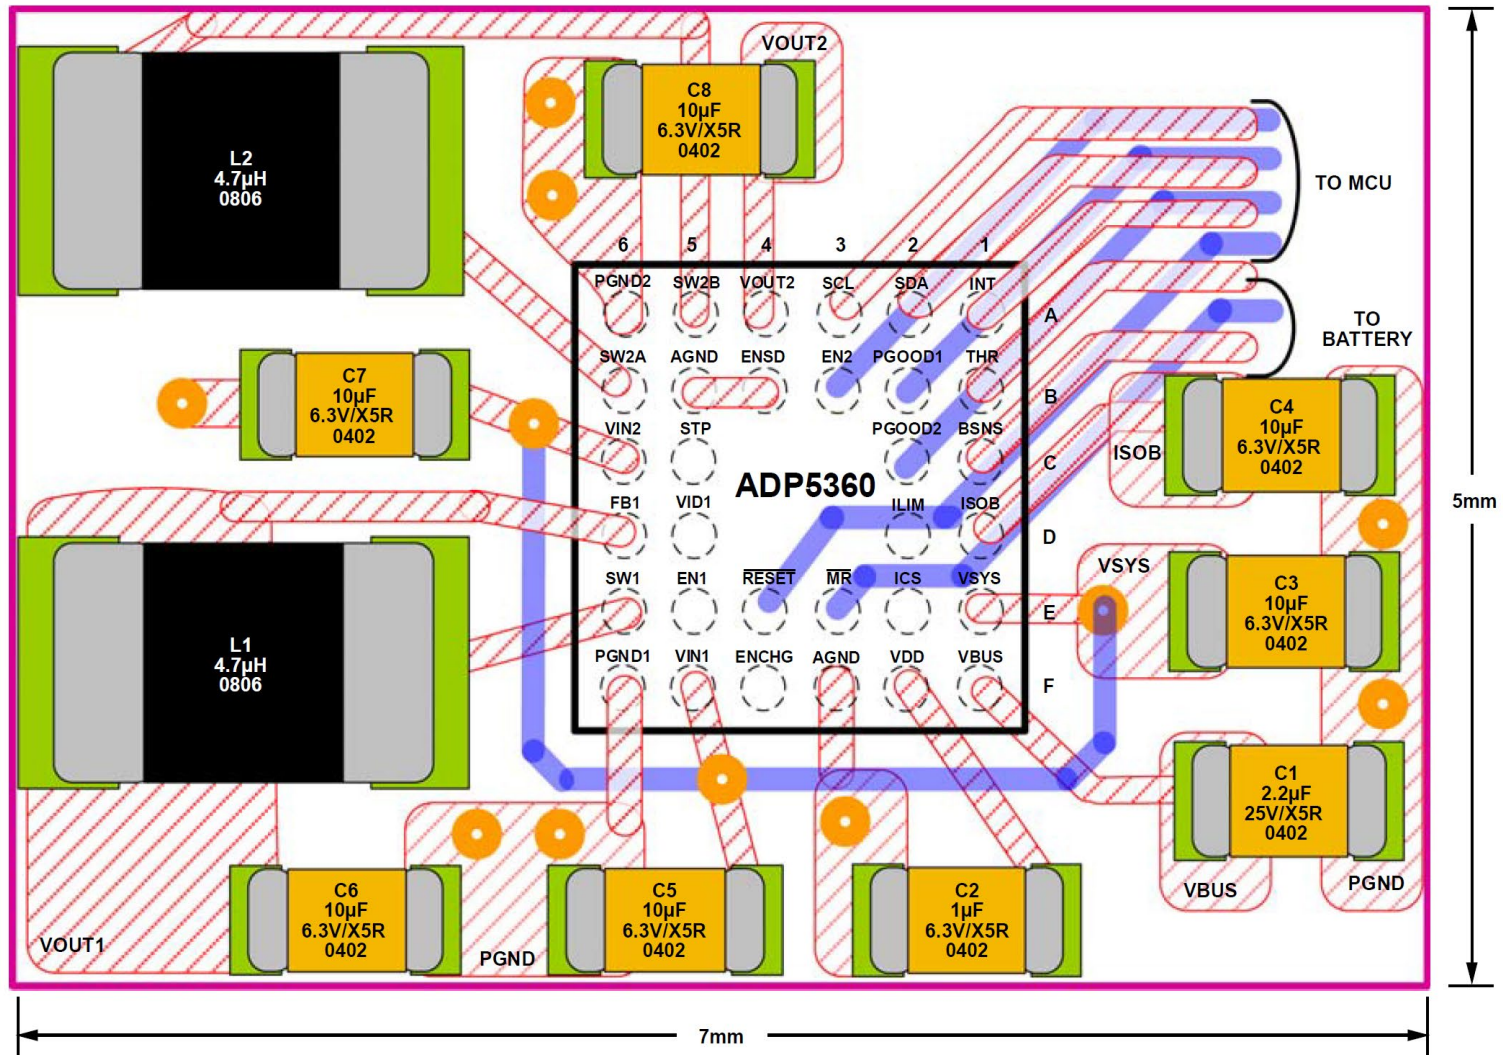 VOUT2
C8
10µF
6.3V/X5R
0402
L2
4.7µH
0806
TO MCU
6 5 4 3 2 1
PGND2 SW2B VOUT2 SCL SDA INT
A
TO
BATTERY
SW2A AGND ENSD EN2 PGOOD1 THR
B
C7
10µF
6.3V/X5R
0402
C4
10µF
6.3V/X5R
0402
ISOB
VIN2 STP PGOOD2 BSNS
C
ADP5360
5mm
FB1 VID1 ILIM ISOB
D
VSYS
SW1 EN1 RESET MR ICS VSYS
E
C3
10µF
6.3V/X5R
0402
L1
4.7µH
0806
PGND1 VIN1 ENCHG AGND VDD VBUS
F
C1
2.2µF
25V/X5R
0402
VBUS
PGND
C6
10µF
6.3V/X5R
0402
C5
10µF
6.3V/X5R
0402
C2
1µF
6.3V/X5R
0402
VOUT1
PGND
7mm